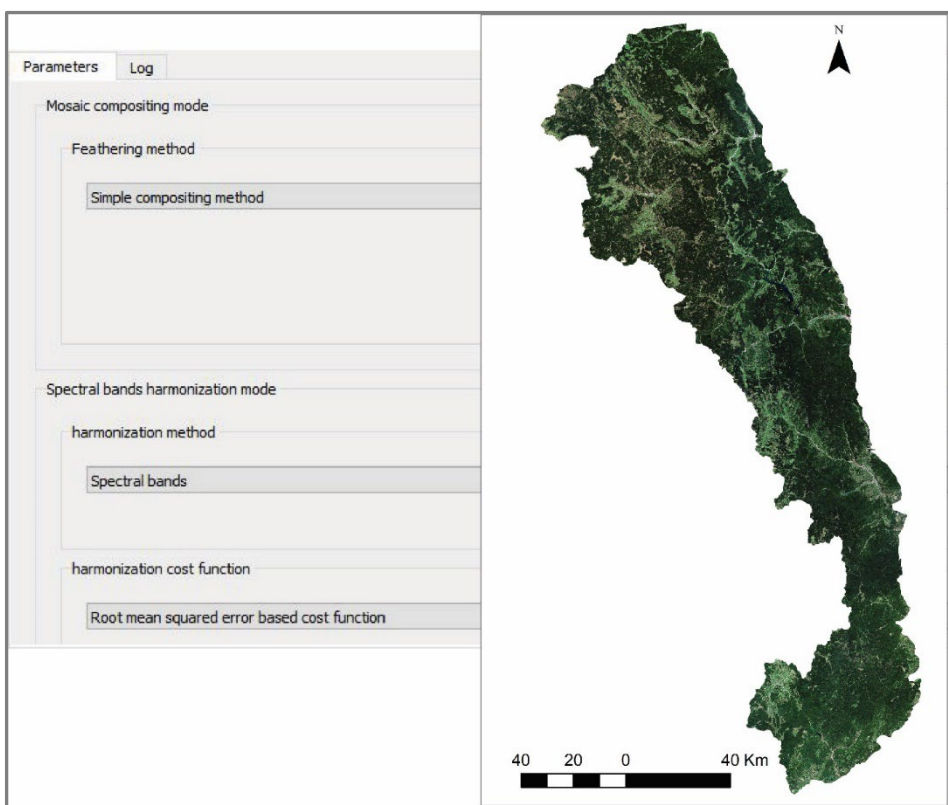 Parameters
Log
Mosaic compositing mode
Feathering method
Simple compositing method
Spectral bands harmonization mode
harmonization method
Spectral bands
harmonization cost function
Root mean squared error based cost function
N
40 20 0 40 Km